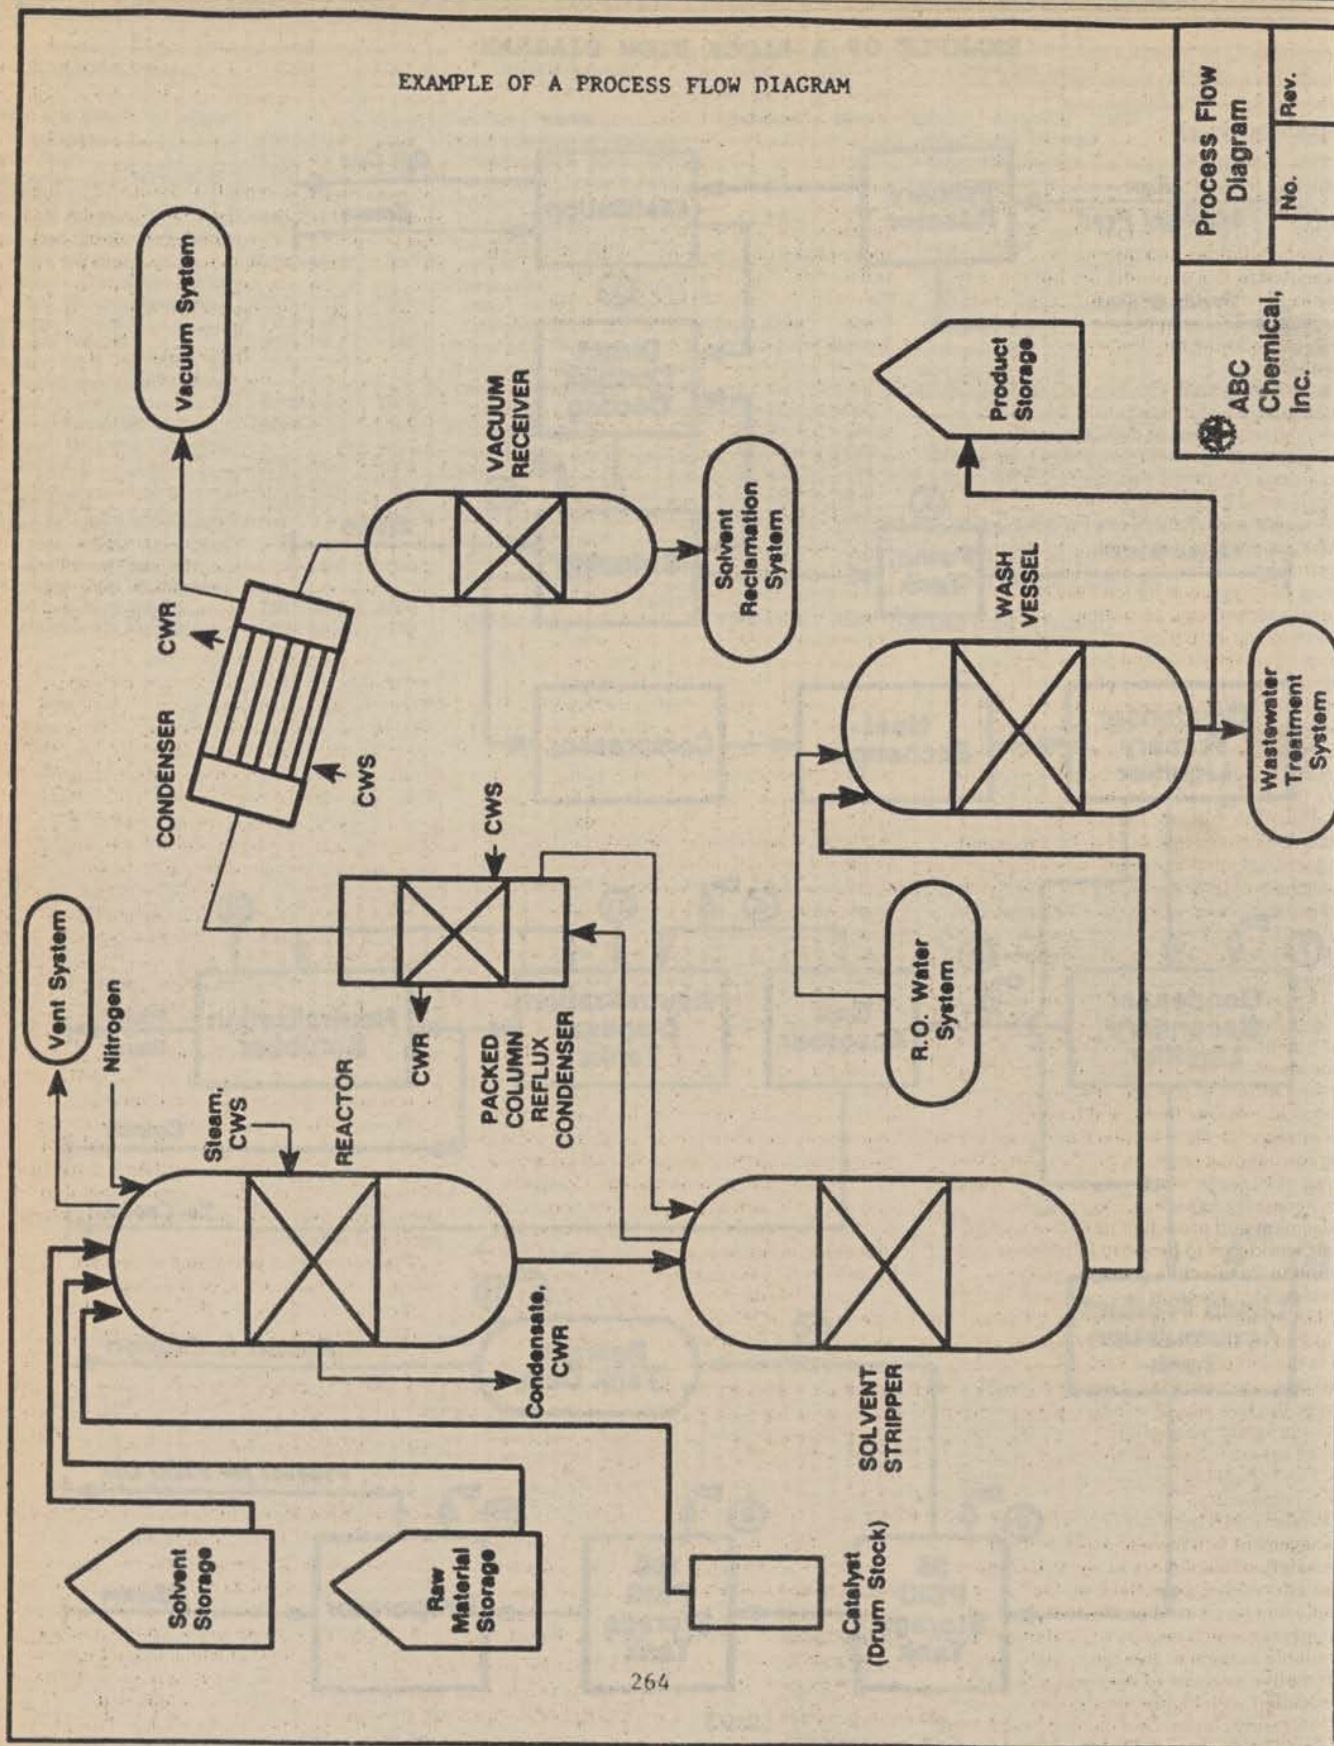 EXAMPLE OF A PROCESS FLOW DIAGRAM
Solvent
Storage
Raw
Material
Storage
Catalyst
(Drum Stock)
Vent System
Nitrogen
Steam,
CWS
REACTOR
Condensate,
CWR
SOLVENT
STRIPPER
PACKED
COLUMN
REFLUX
CONDENSER
CWR
CWS
CONDENSER
CWS
CWR
Vacuum System
VACUUM
RECEIVER
Solvent
Reclamation
System
R.O. Water
System
WASH
VESSEL
Wastewater
Treatment
System
Product
Storage
ABC
Chemical,
Inc.
Process Flow
Diagram
No.
Rev.
264